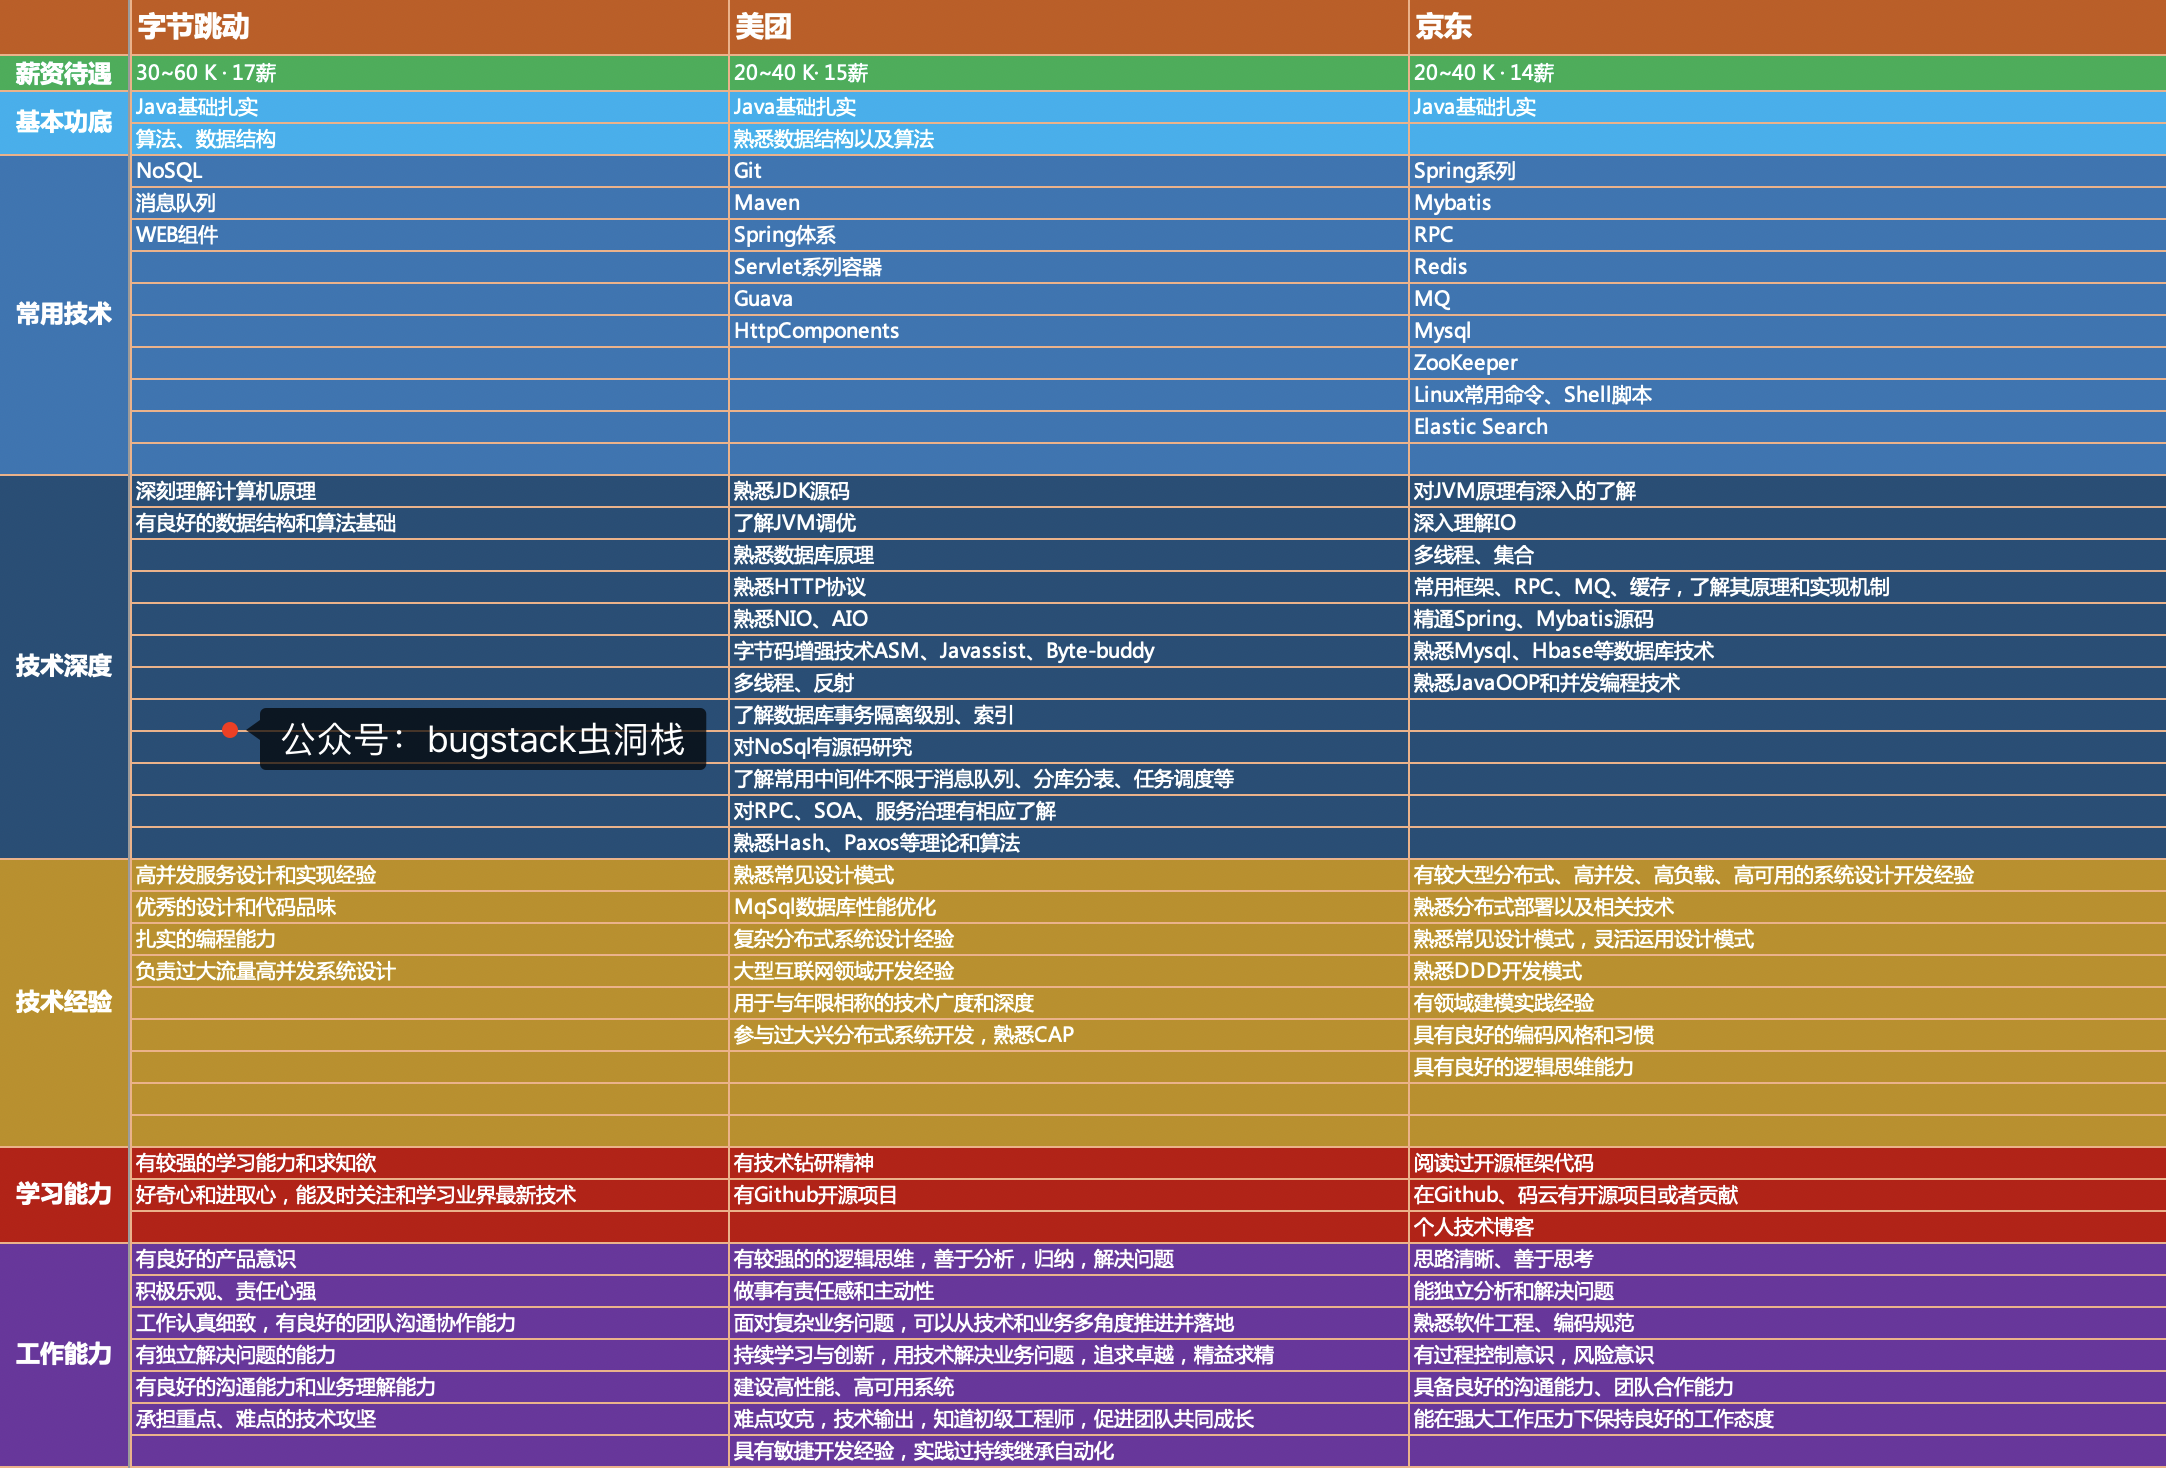 字节跳动 美团 京东
薪资待遇 30~60 K · 17薪 20~40 K· 15薪 20~40 K · 14薪
基本功底
Java基础扎实 Java基础扎实 Java基础扎实
算法、数据结构 熟悉数据结构以及算法
常用技术
NoSQL Git Spring系列
消息队列 Maven Mybatis
WEB组件 Spring体系 RPC
Servlet系列容器 Redis
Guava MQ
HttpComponents Mysql
ZooKeeper
Linux常用命令、Shell脚本
Elastic Search
技术深度
深刻理解计算机原理 熟悉JDK源码 对JVM原理有深入的了解
有良好的数据结构和算法基础 了解JVM调优 深入理解IO
熟悉数据库原理 多线程、集合
熟悉HTTP协议 常用框架、RPC、MQ、缓存，了解其原理和实现机制
熟悉NIO、AIO 精通Spring、Mybatis源码
字节码增强技术ASM、Javassist、Byte-buddy 熟悉Mysql、Hbase等数据库技术
多线程、反射 熟悉JavaOOP和并发编程技术
了解数据库事务隔离级别、索引
公众号：bugstack虫洞栈
对NoSql有源码研究
了解常用中间件不限于消息队列、分库分表、任务调度等
对RPC、SOA、服务治理有相应了解
熟悉Hash、Paxos等理论和算法
技术经验
高并发服务设计和实现经验 熟悉常见设计模式 有较大型分布式、高并发、高负载、高可用的系统设计开发经验
优秀的设计和代码品味 MqSql数据库性能优化 熟悉分布式部署以及相关技术
扎实的编程能力 复杂分布式系统设计经验 熟悉常见设计模式，灵活运用设计模式
负责过大流量高并发系统设计 大型互联网领域开发经验 熟悉DDD开发模式
用于与年限相称的技术广度和深度 有领域建模实践经验
参与过大兴分布式系统开发，熟悉CAP 具有良好的编码风格和习惯
具有良好的逻辑思维能力
学习能力
有较强的学习能力和求知欲 有技术钻研精神 阅读过开源框架代码
好奇心和进取心，能及时关注和学习业界最新技术 有Github开源项目 在Github、码云有开源项目或者贡献
个人技术博客
工作能力
有良好的产品意识 有较强的的逻辑思维，善于分析，归纳，解决问题 思路清晰、善于思考
积极乐观、责任心强 做事有责任感和主动性 能独立分析和解决问题
工作认真细致，有良好的团队沟通协作能力 面对复杂业务问题，可以从技术和业务多角度推进并落地 熟悉软件工程、编码规范
有独立解决问题的能力 持续学习与创新，用技术解决业务问题，追求卓越，精益求精 有过程控制意识，风险意识
有良好的沟通能力和业务理解能力 建设高性能、高可用系统 具备良好的沟通能力、团队合作能力
承担重点、难点的技术攻坚 难点攻克，技术输出，知道初级工程师，促进团队共同成长 能在强大工作压力下保持良好的工作态度
具有敏捷开发经验，实践过持续继承自动化